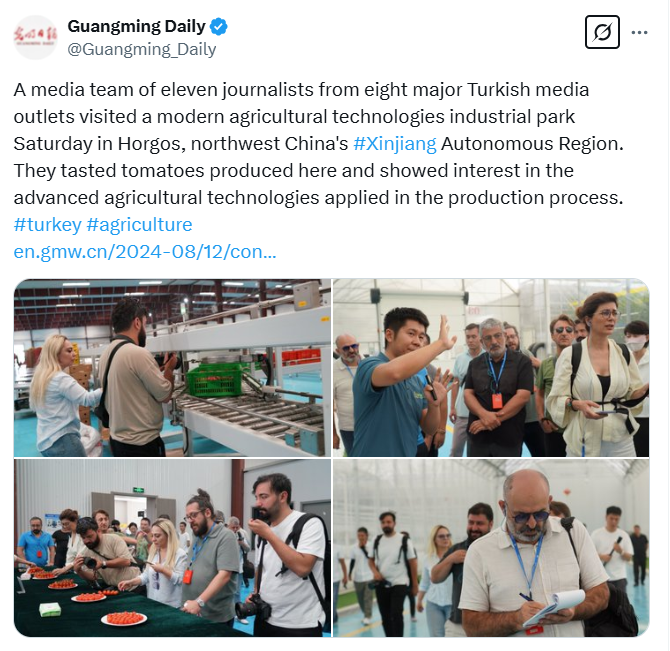 Guangming Daily
@Guangming_Daily
A media team of eleven journalists from eight major Turkish media
outlets visited a modern agricultural technologies industrial park
Saturday in Horgos, northwest China's #Xinjiang Autonomous Region.
They tasted tomatoes produced here and showed interest in the
advanced agricultural technologies applied in the production process.
#turkey #agriculture
en.gmw.cn/2024-08/12/con...